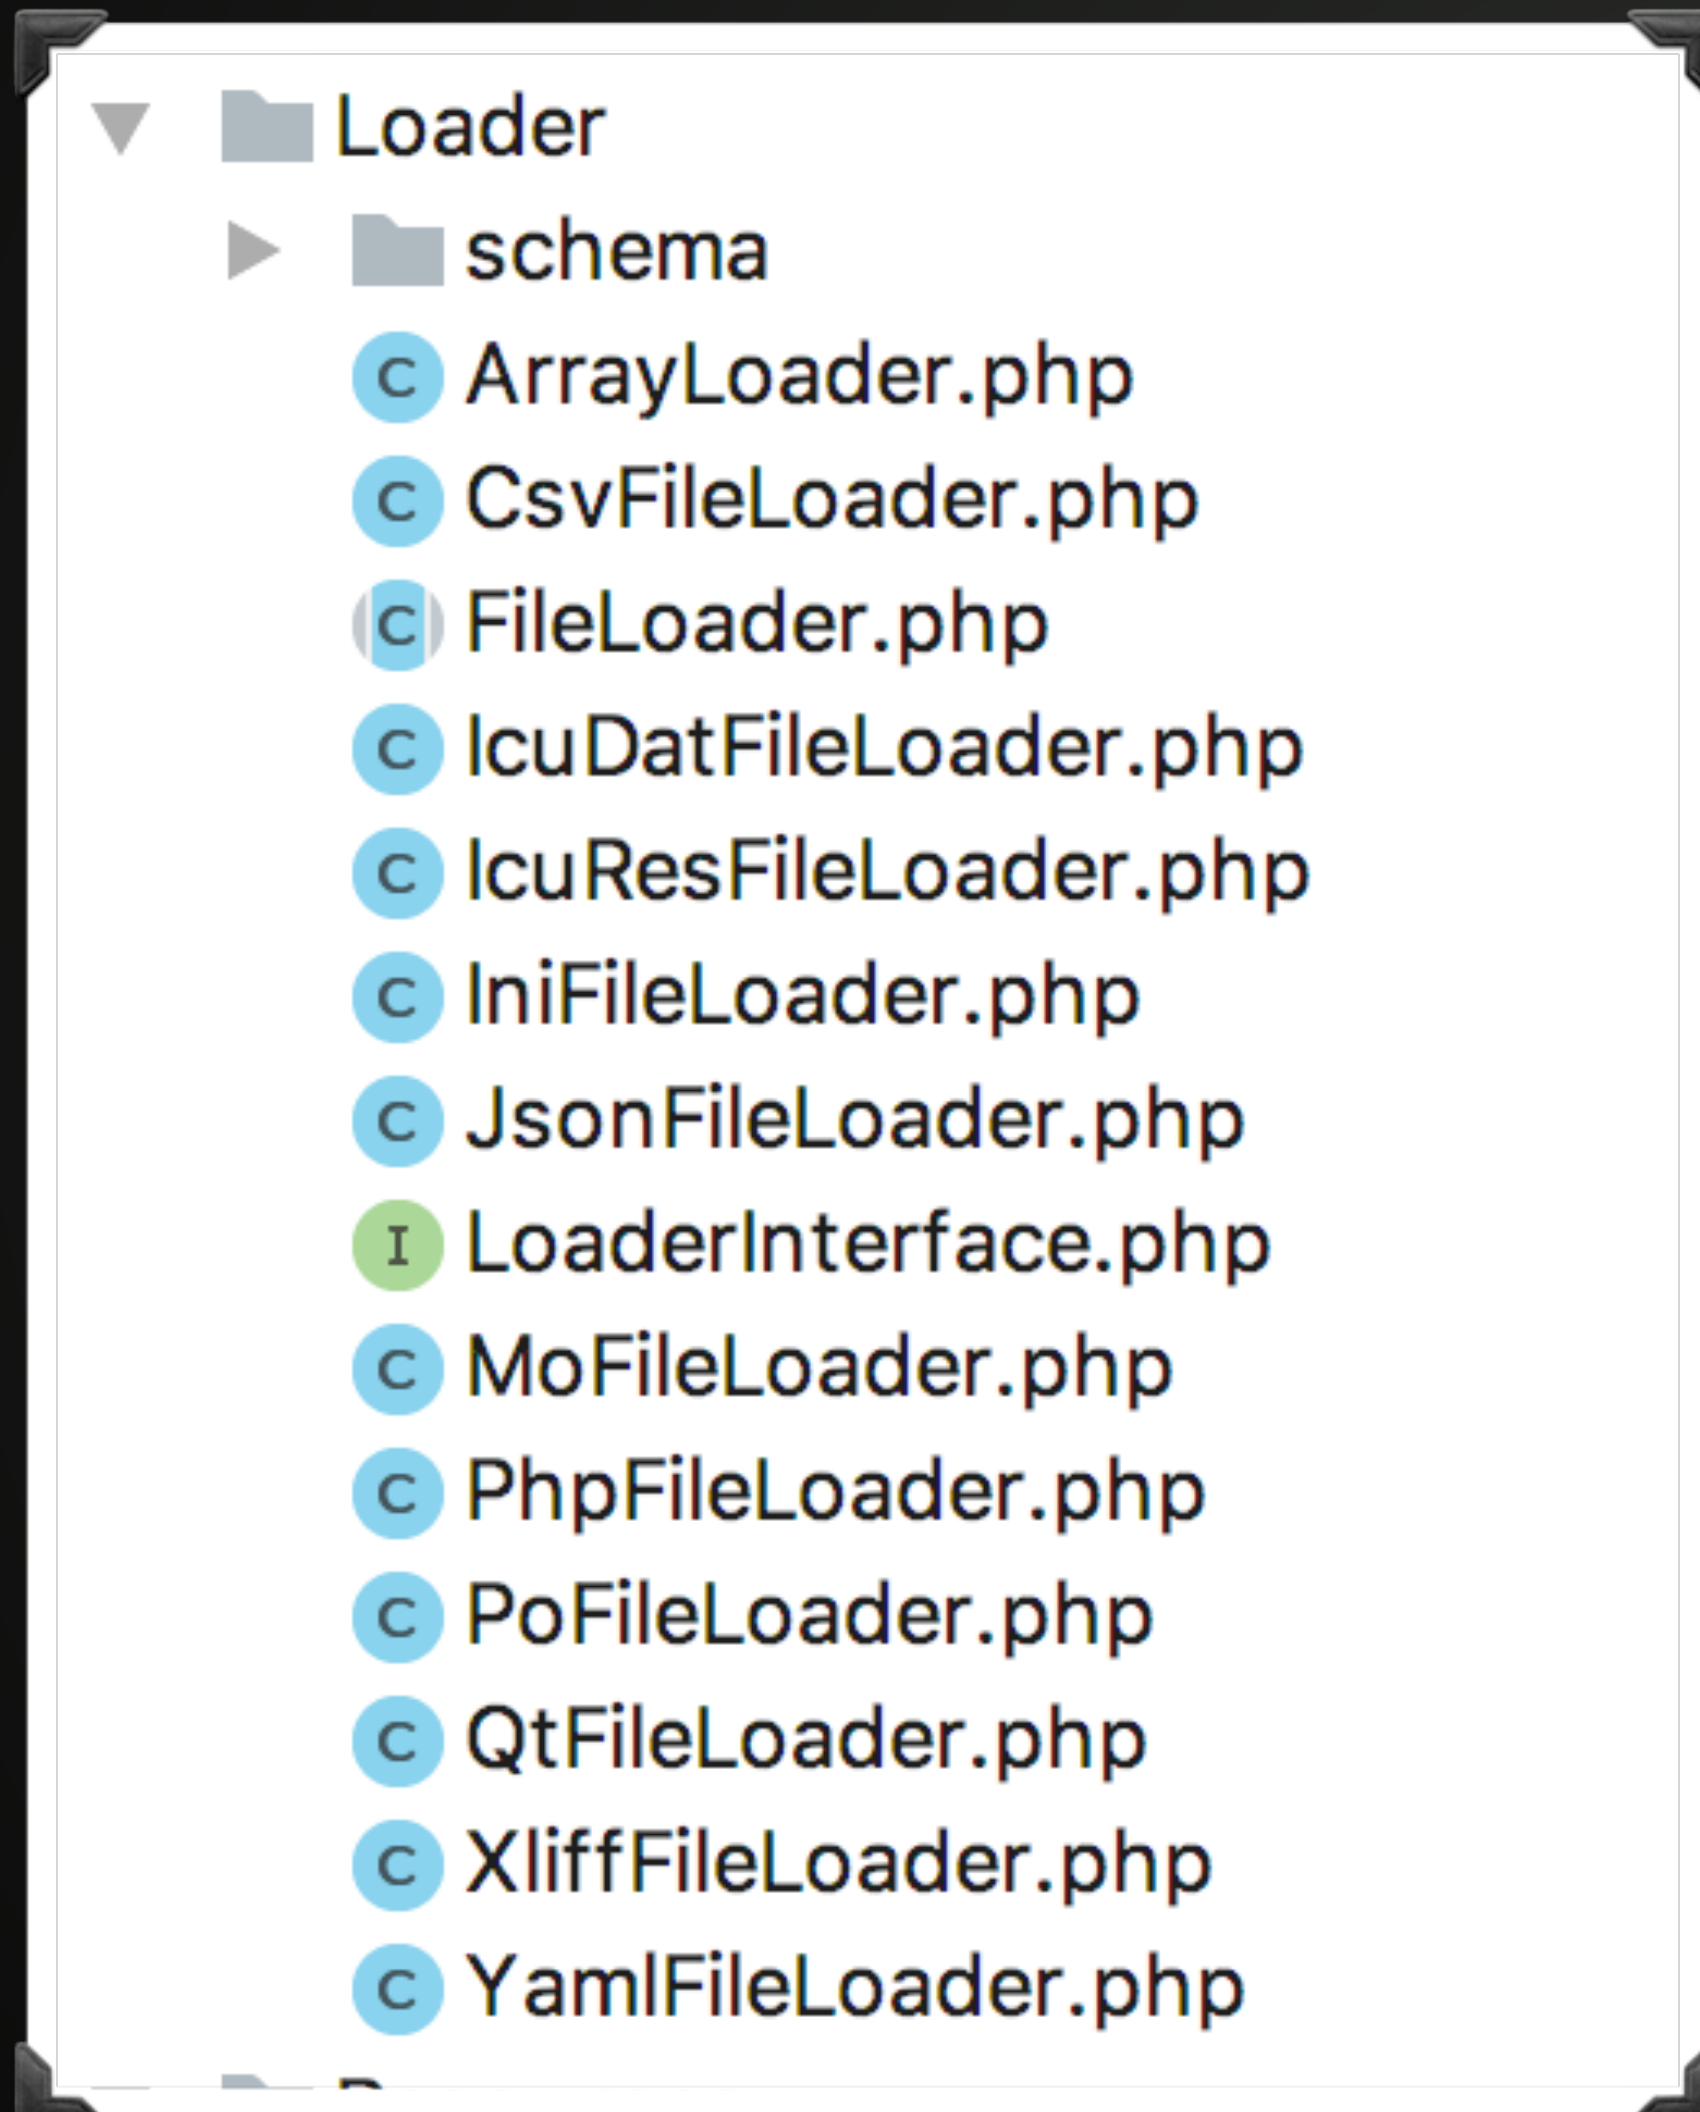 Loader
schema
C ArrayLoader.php
C CsvFileLoader.php
C FileLoader.php
C IcuDatFileLoader.php
C IcuResFileLoader.php
C IniFileLoader.php
C JsonFileLoader.php
I LoaderInterface.php
C MoFileLoader.php
C PhpFileLoader.php
C PoFileLoader.php
C QtFileLoader.php
C XliffFileLoader.php
C YamlFileLoader.php